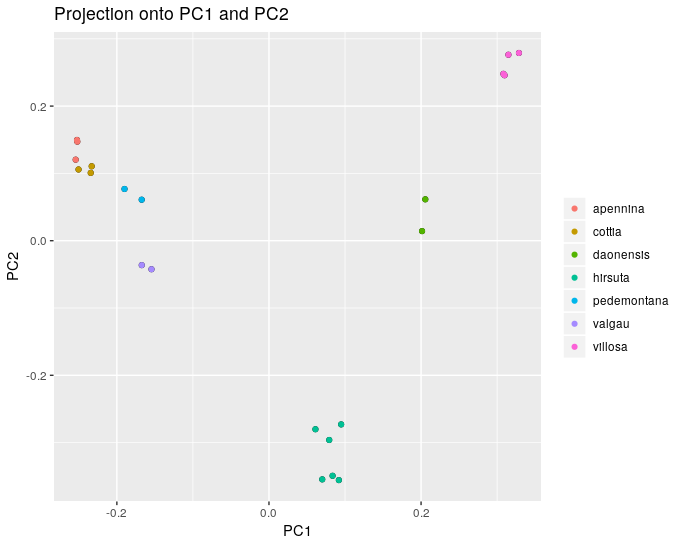 Projection onto PC1 and PC2
PC2
0.2
0.0
-0.2
-0.2
0.0
0.2
PC1
apennina
cottia
daonensis
hirsuta
pedemontana
valgau
villosa